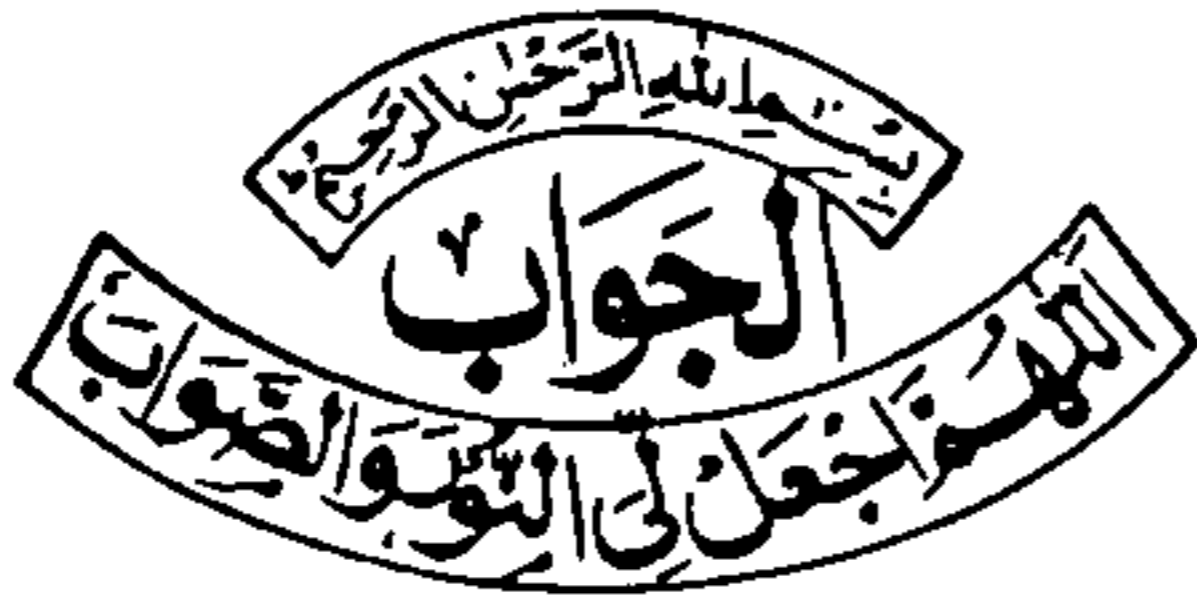 بِسْمِ اللّٰهِ الرَّحْمٰنِ الرَّحِيْمِ
اَلْجَوَابُ
اَللّٰهُمَّ اجْعَلْ لِّيَ النُّوْرَ وَالصَّوَابَ